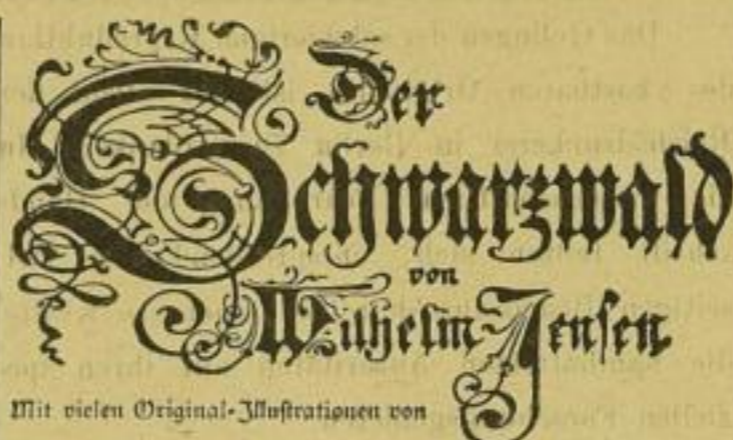 Der
Schwarzwald
von
Wilhelm Jensen
Mit vielen Original-Illustrationen von